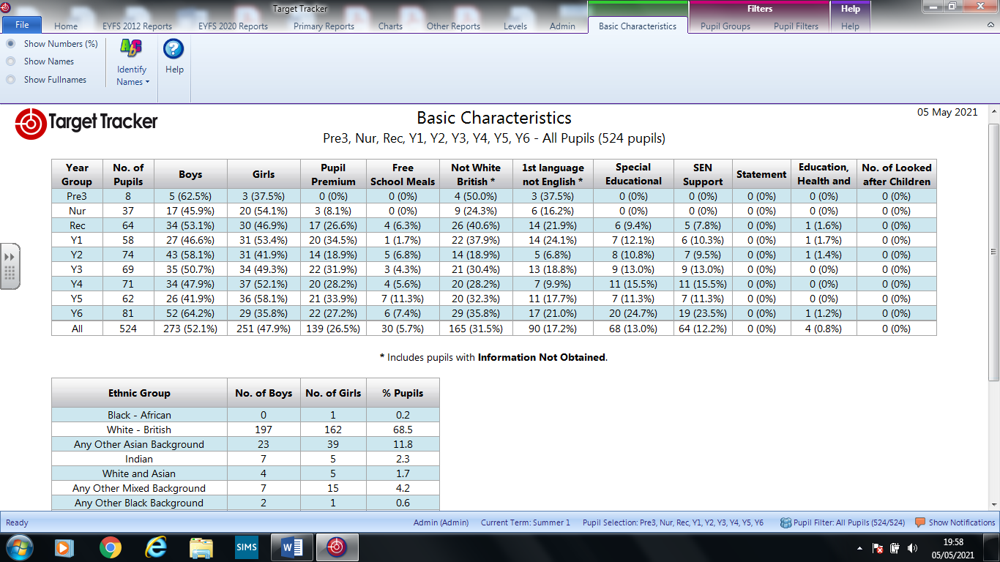 Target Tracker
Filters
Help
File Home EYFS 2012 Reports EYFS 2020 Reports Primary Reports Charts Other Reports Levels Admin Basic Characteristics Pupil Groups Pupil Filters Help
Show Numbers (%)
Show Names
Show Fullnames
Identify
Names
Help
Target Tracker
Basic Characteristics
05 May 2021
Pre3, Nur, Rec, Y1, Y2, Y3, Y4, Y5, Y6 - All Pupils (524 pupils)
Year Group No. of Pupils Boys Girls Pupil Premium Free School Meals Not White British * 1st language not English * Special Educational SEN Support Statement Education, Health and No. of Looked after Children
Pre3 8 5 (62.5%) 3 (37.5%) 0 (0%) 0 (0%) 4 (50.0%) 3 (37.5%) 0 (0%) 0 (0%) 0 (0%) 0 (0%) 0 (0%)
Nur 37 17 (45.9%) 20 (54.1%) 3 (8.1%) 0 (0%) 9 (24.3%) 6 (16.2%) 0 (0%) 0 (0%) 0 (0%) 0 (0%) 0 (0%)
Rec 64 34 (53.1%) 30 (46.9%) 17 (26.6%) 4 (6.3%) 26 (40.6%) 14 (21.9%) 6 (9.4%) 5 (7.8%) 0 (0%) 1 (1.6%) 0 (0%)
Y1 58 27 (46.6%) 31 (53.4%) 20 (34.5%) 1 (1.7%) 22 (37.9%) 14 (24.1%) 7 (12.1%) 6 (10.3%) 0 (0%) 1 (1.7%) 0 (0%)
Y2 74 43 (58.1%) 31 (41.9%) 14 (18.9%) 5 (6.8%) 14 (18.9%) 5 (6.8%) 8 (10.8%) 7 (9.5%) 0 (0%) 1 (1.4%) 0 (0%)
Y3 69 35 (50.7%) 34 (49.3%) 22 (31.9%) 3 (4.3%) 21 (30.4%) 13 (18.8%) 9 (13.0%) 9 (13.0%) 0 (0%) 0 (0%) 0 (0%)
Y4 71 34 (47.9%) 37 (52.1%) 20 (28.2%) 4 (5.6%) 20 (28.2%) 7 (9.9%) 11 (15.5%) 11 (15.5%) 0 (0%) 0 (0%) 0 (0%)
Y5 62 26 (41.9%) 36 (58.1%) 21 (33.9%) 7 (11.3%) 20 (32.3%) 11 (17.7%) 7 (11.3%) 7 (11.3%) 0 (0%) 0 (0%) 0 (0%)
Y6 81 52 (64.2%) 29 (35.8%) 22 (27.2%) 6 (7.4%) 29 (35.8%) 17 (21.0%) 20 (24.7%) 19 (23.5%) 0 (0%) 1 (1.2%) 0 (0%)
All 524 273 (52.1%) 251 (47.9%) 139 (26.5%) 30 (5.7%) 165 (31.5%) 90 (17.2%) 68 (13.0%) 64 (12.2%) 0 (0%) 4 (0.8%) 0 (0%)
* Includes pupils with Information Not Obtained.
Ethnic Group No. of Boys No. of Girls % Pupils
Black - African 0 1 0.2
White - British 197 162 68.5
Any Other Asian Background 23 39 11.8
Indian 7 5 2.3
White and Asian 4 5 1.7
Any Other Mixed Background 7 15 4.2
Any Other Black Background 2 1 0.6
Ready Admin (Admin) Current Term: Summer 1 Pupil Selection: Pre3, Nur, Rec, Y1, Y2, Y3, Y4, Y5, Y6 Pupil Filter: All Pupils (524/524) Show Notifications
SIMS
19:58
05/05/2021